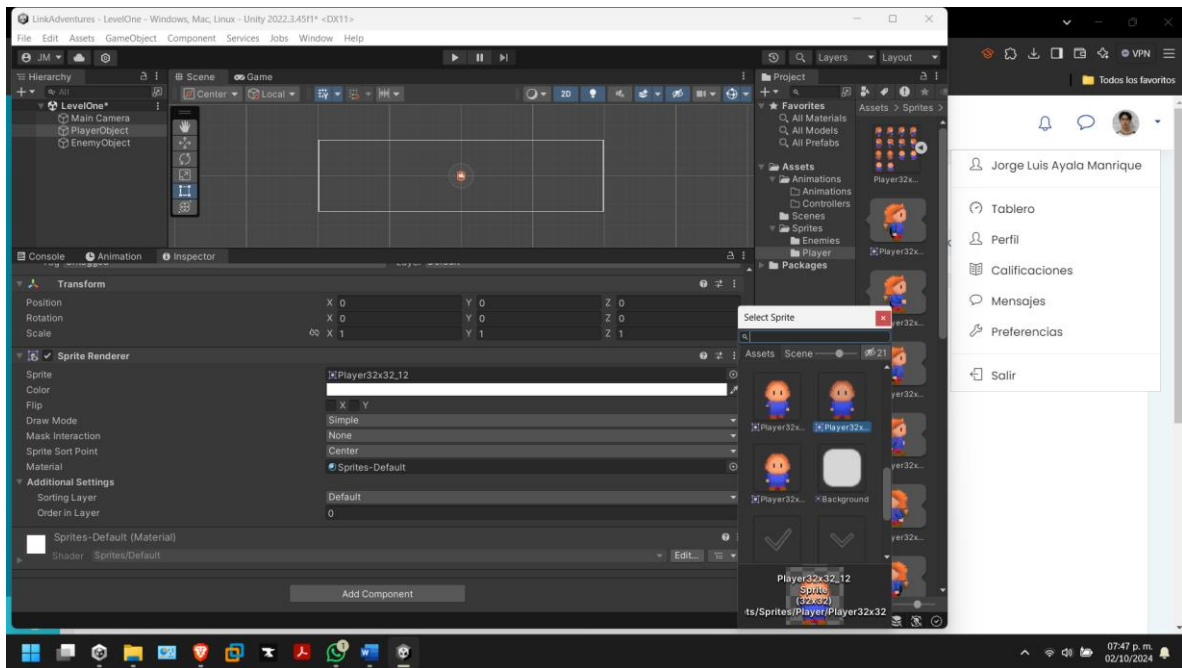 LinkAdventures - LevelOne - Windows, Mac, Linux - Unity 2022.3.45f1* <DX11>
File Edit Assets GameObject Component Services Jobs Window Help
JM Layers Layout
Hierarchy Scene Game Project
All Center Local 20 2D
LevelOne*
Main Camera
PlayerObject
EnemyObject
Favorites
All Materials
All Models
All Prefabs
Assets
Animations
Animations
Controllers
Scenes
Sprites
Enemies
Player
Packages
Assets > Sprites >
Player32x...
Player32x...
Console Animation Inspector
Transform
Position X 0 Y 0 Z 0
Rotation X 0 Y 0 Z 0
Scale X 1 Y 1 Z 1
Sprite Renderer
Sprite Player32x32_12
Color
Flip X Y
Draw Mode Simple
Mask Interaction None
Sprite Sort Point Center
Material Sprites-Default
Additional Settings
Sorting Layer Default
Order in Layer 0
Sprites-Default (Material)
Shader Sprites/Default Edit...
Add Component
Select Sprite
Assets Scene 21
Player32x... Player32x...
Player32x... Background
Player32x32_12
Sprite
(32x32)
ts/Sprites/Player/Player32x32
VPN
Todos los favoritos
Jorge Luis Ayala Manrique
Tablero
Perfil
Calificaciones
Mensajes
Preferencias
Salir
07:47 p. m.
02/10/2024